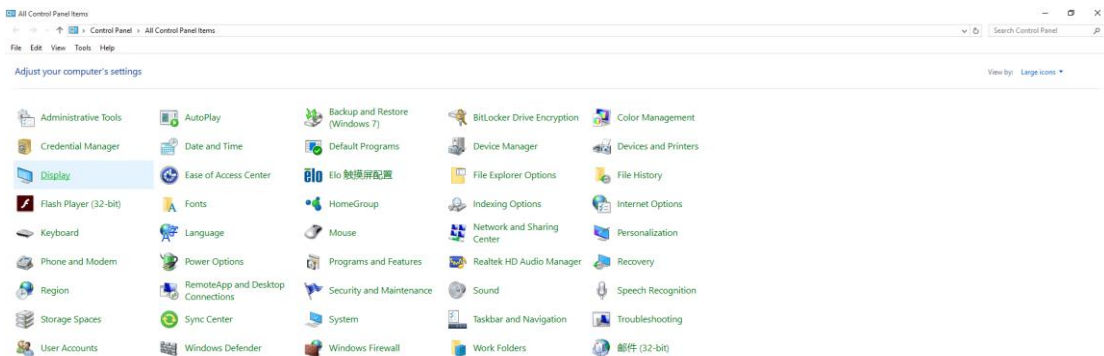 All Control Panel Items
Control Panel > All Control Panel Items
Search Control Panel
File Edit View Tools Help
Adjust your computer's settings
View by: Large icons
Administrative Tools
AutoPlay
Backup and Restore
(Windows 7)
BitLocker Drive Encryption
Color Management
Credential Manager
Date and Time
Default Programs
Device Manager
Devices and Printers
Display
Ease of Access Center
elo
Elo 触摸屏配置
File Explorer Options
File History
Flash Player (32-bit)
Fonts
HomeGroup
Indexing Options
Internet Options
Keyboard
Language
Mouse
Network and Sharing
Center
Personalization
Phone and Modem
Power Options
Programs and Features
Realtek HD Audio Manager
Recovery
Region
RemoteApp and Desktop
Connections
Security and Maintenance
Sound
Speech Recognition
Storage Spaces
Sync Center
System
Taskbar and Navigation
Troubleshooting
User Accounts
Windows Defender
Windows Firewall
Work Folders
邮件 (32-bit)